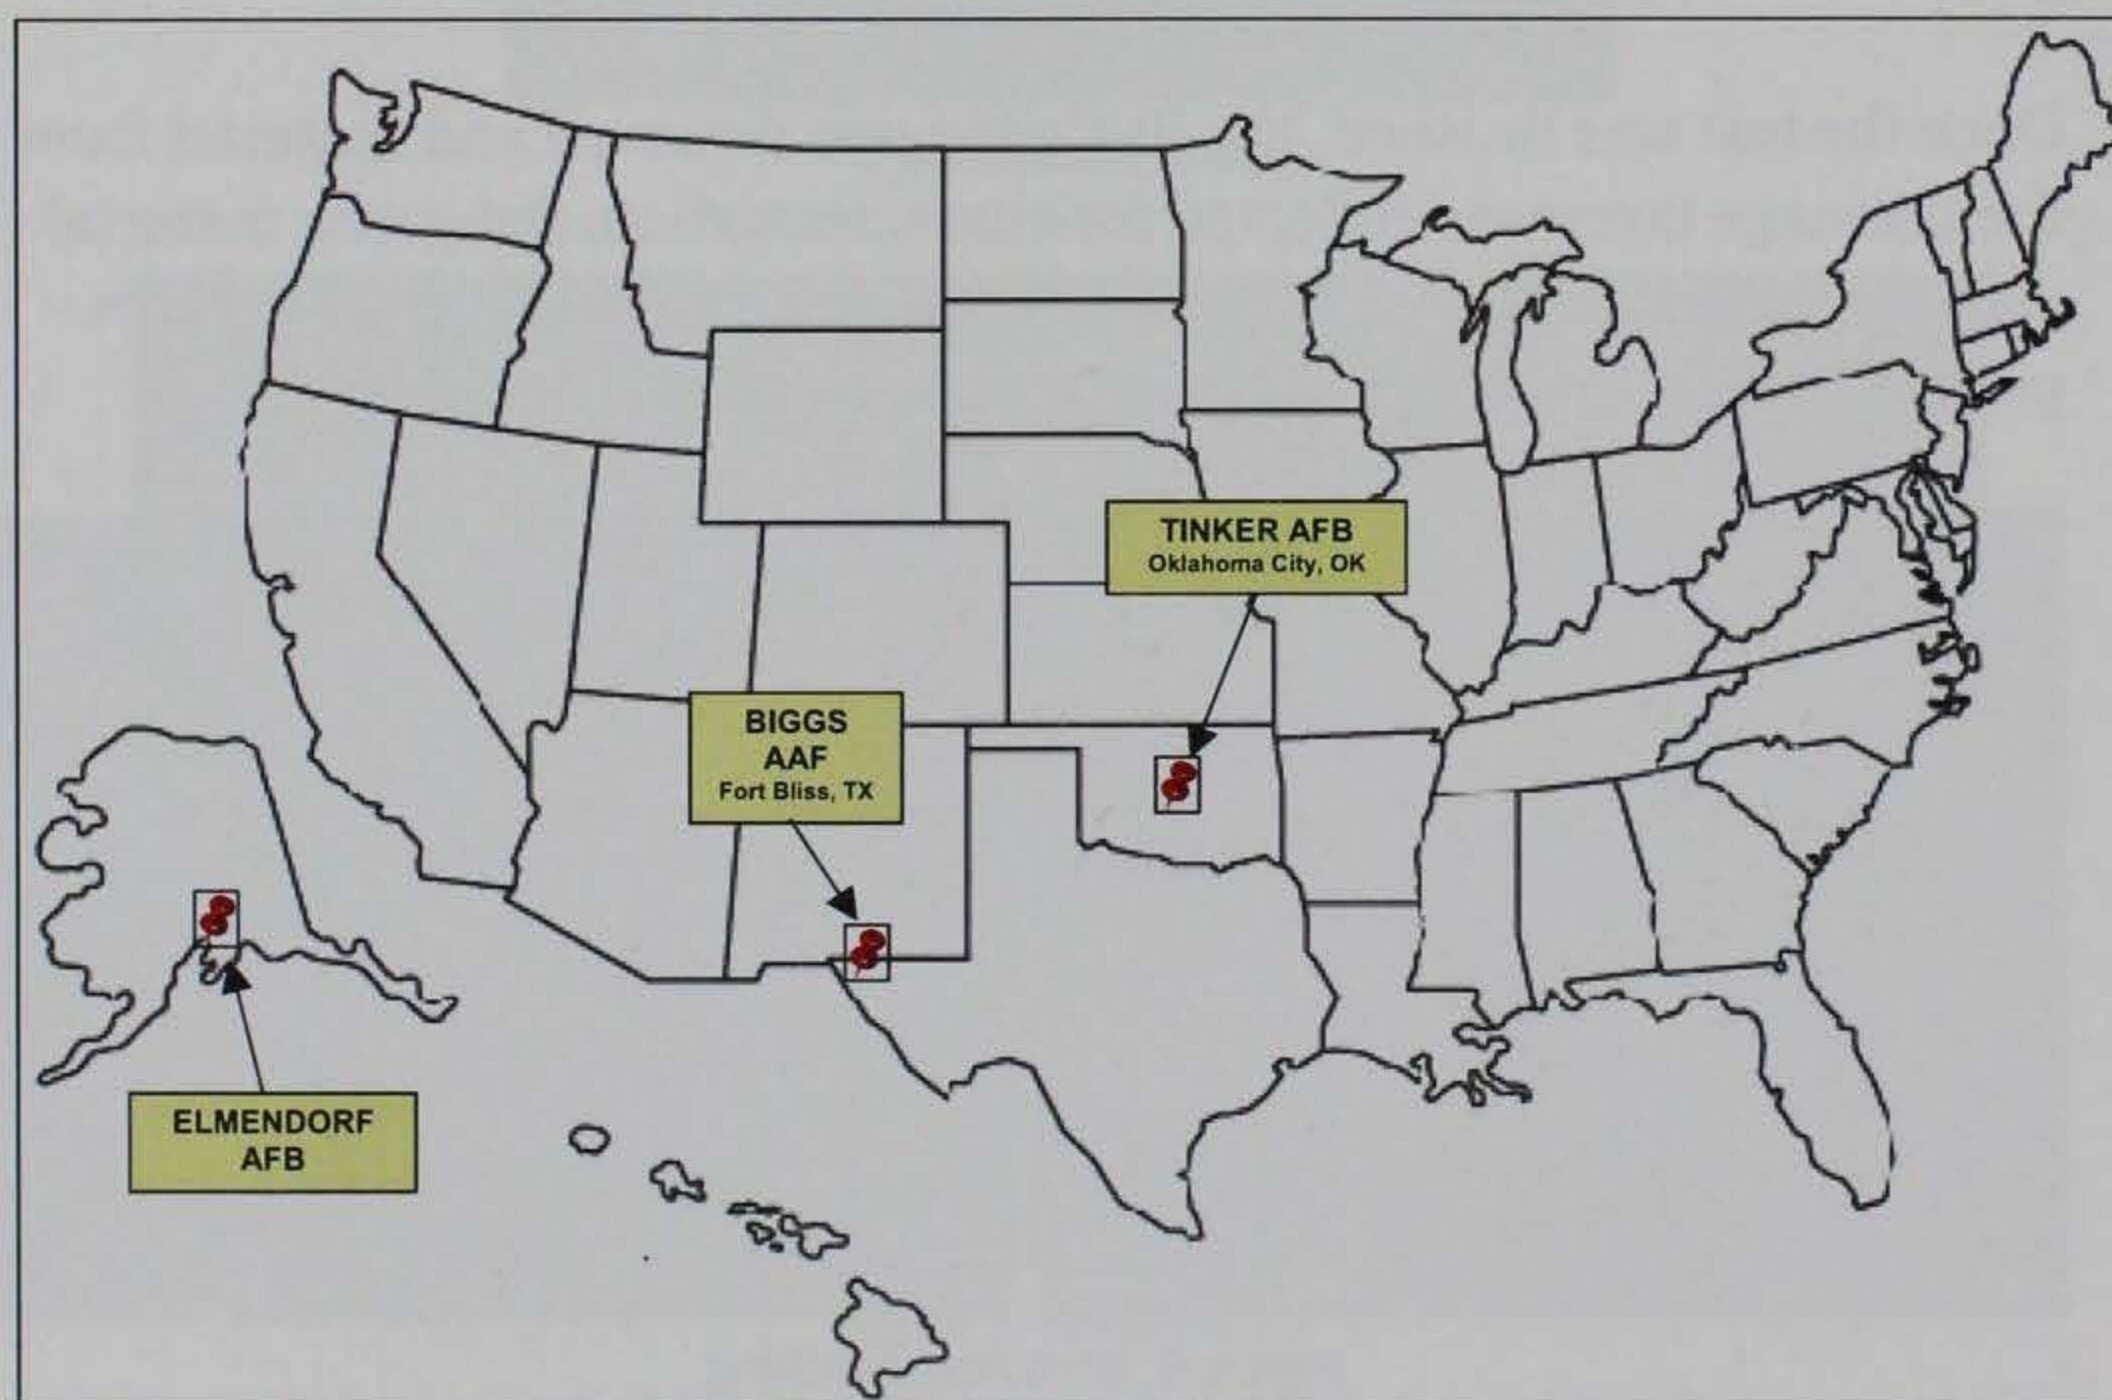 TINKER AFB
Oklahoma City, OK
BIGGS
AAF
Fort Bliss, TX
ELMENDORF
AFB